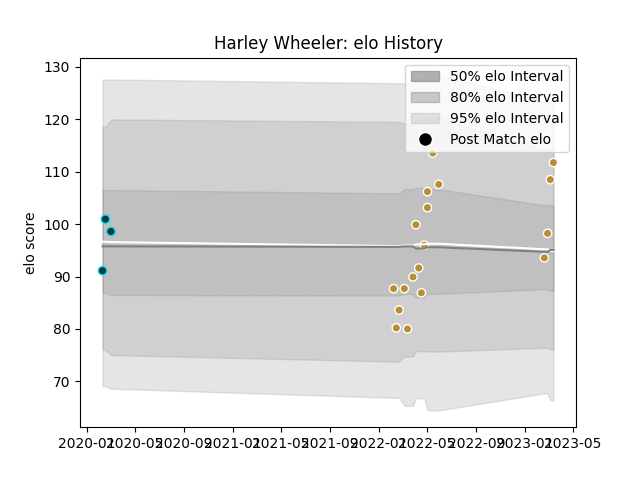 Harley Wheeler: elo History
130
120
110
100
90
80
70
elo score
50% elo Interval
80% elo Interval
95% elo Interval
Post Match elo
2020-01 2020-05 2020-09 2021-01 2021-05 2021-09 2022-01 2022-05 2022-09 2023-01 2023-05